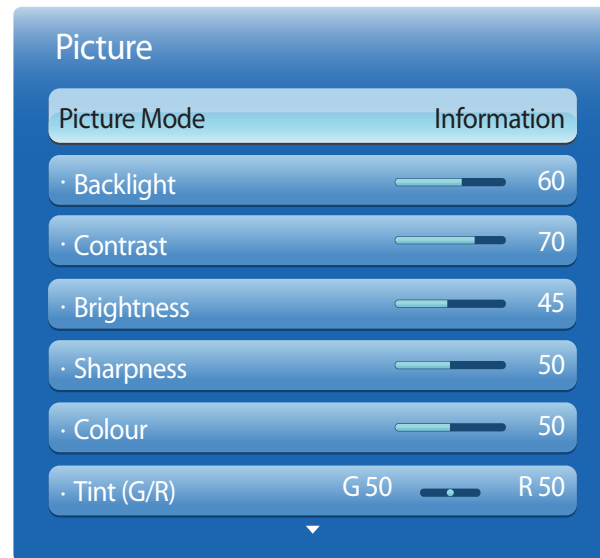 Picture
Picture Mode Information
· Backlight 60
· Contrast 70
· Brightness 45
· Sharpness 50
· Colour 50
· Tint (G/R) G 50 R 50